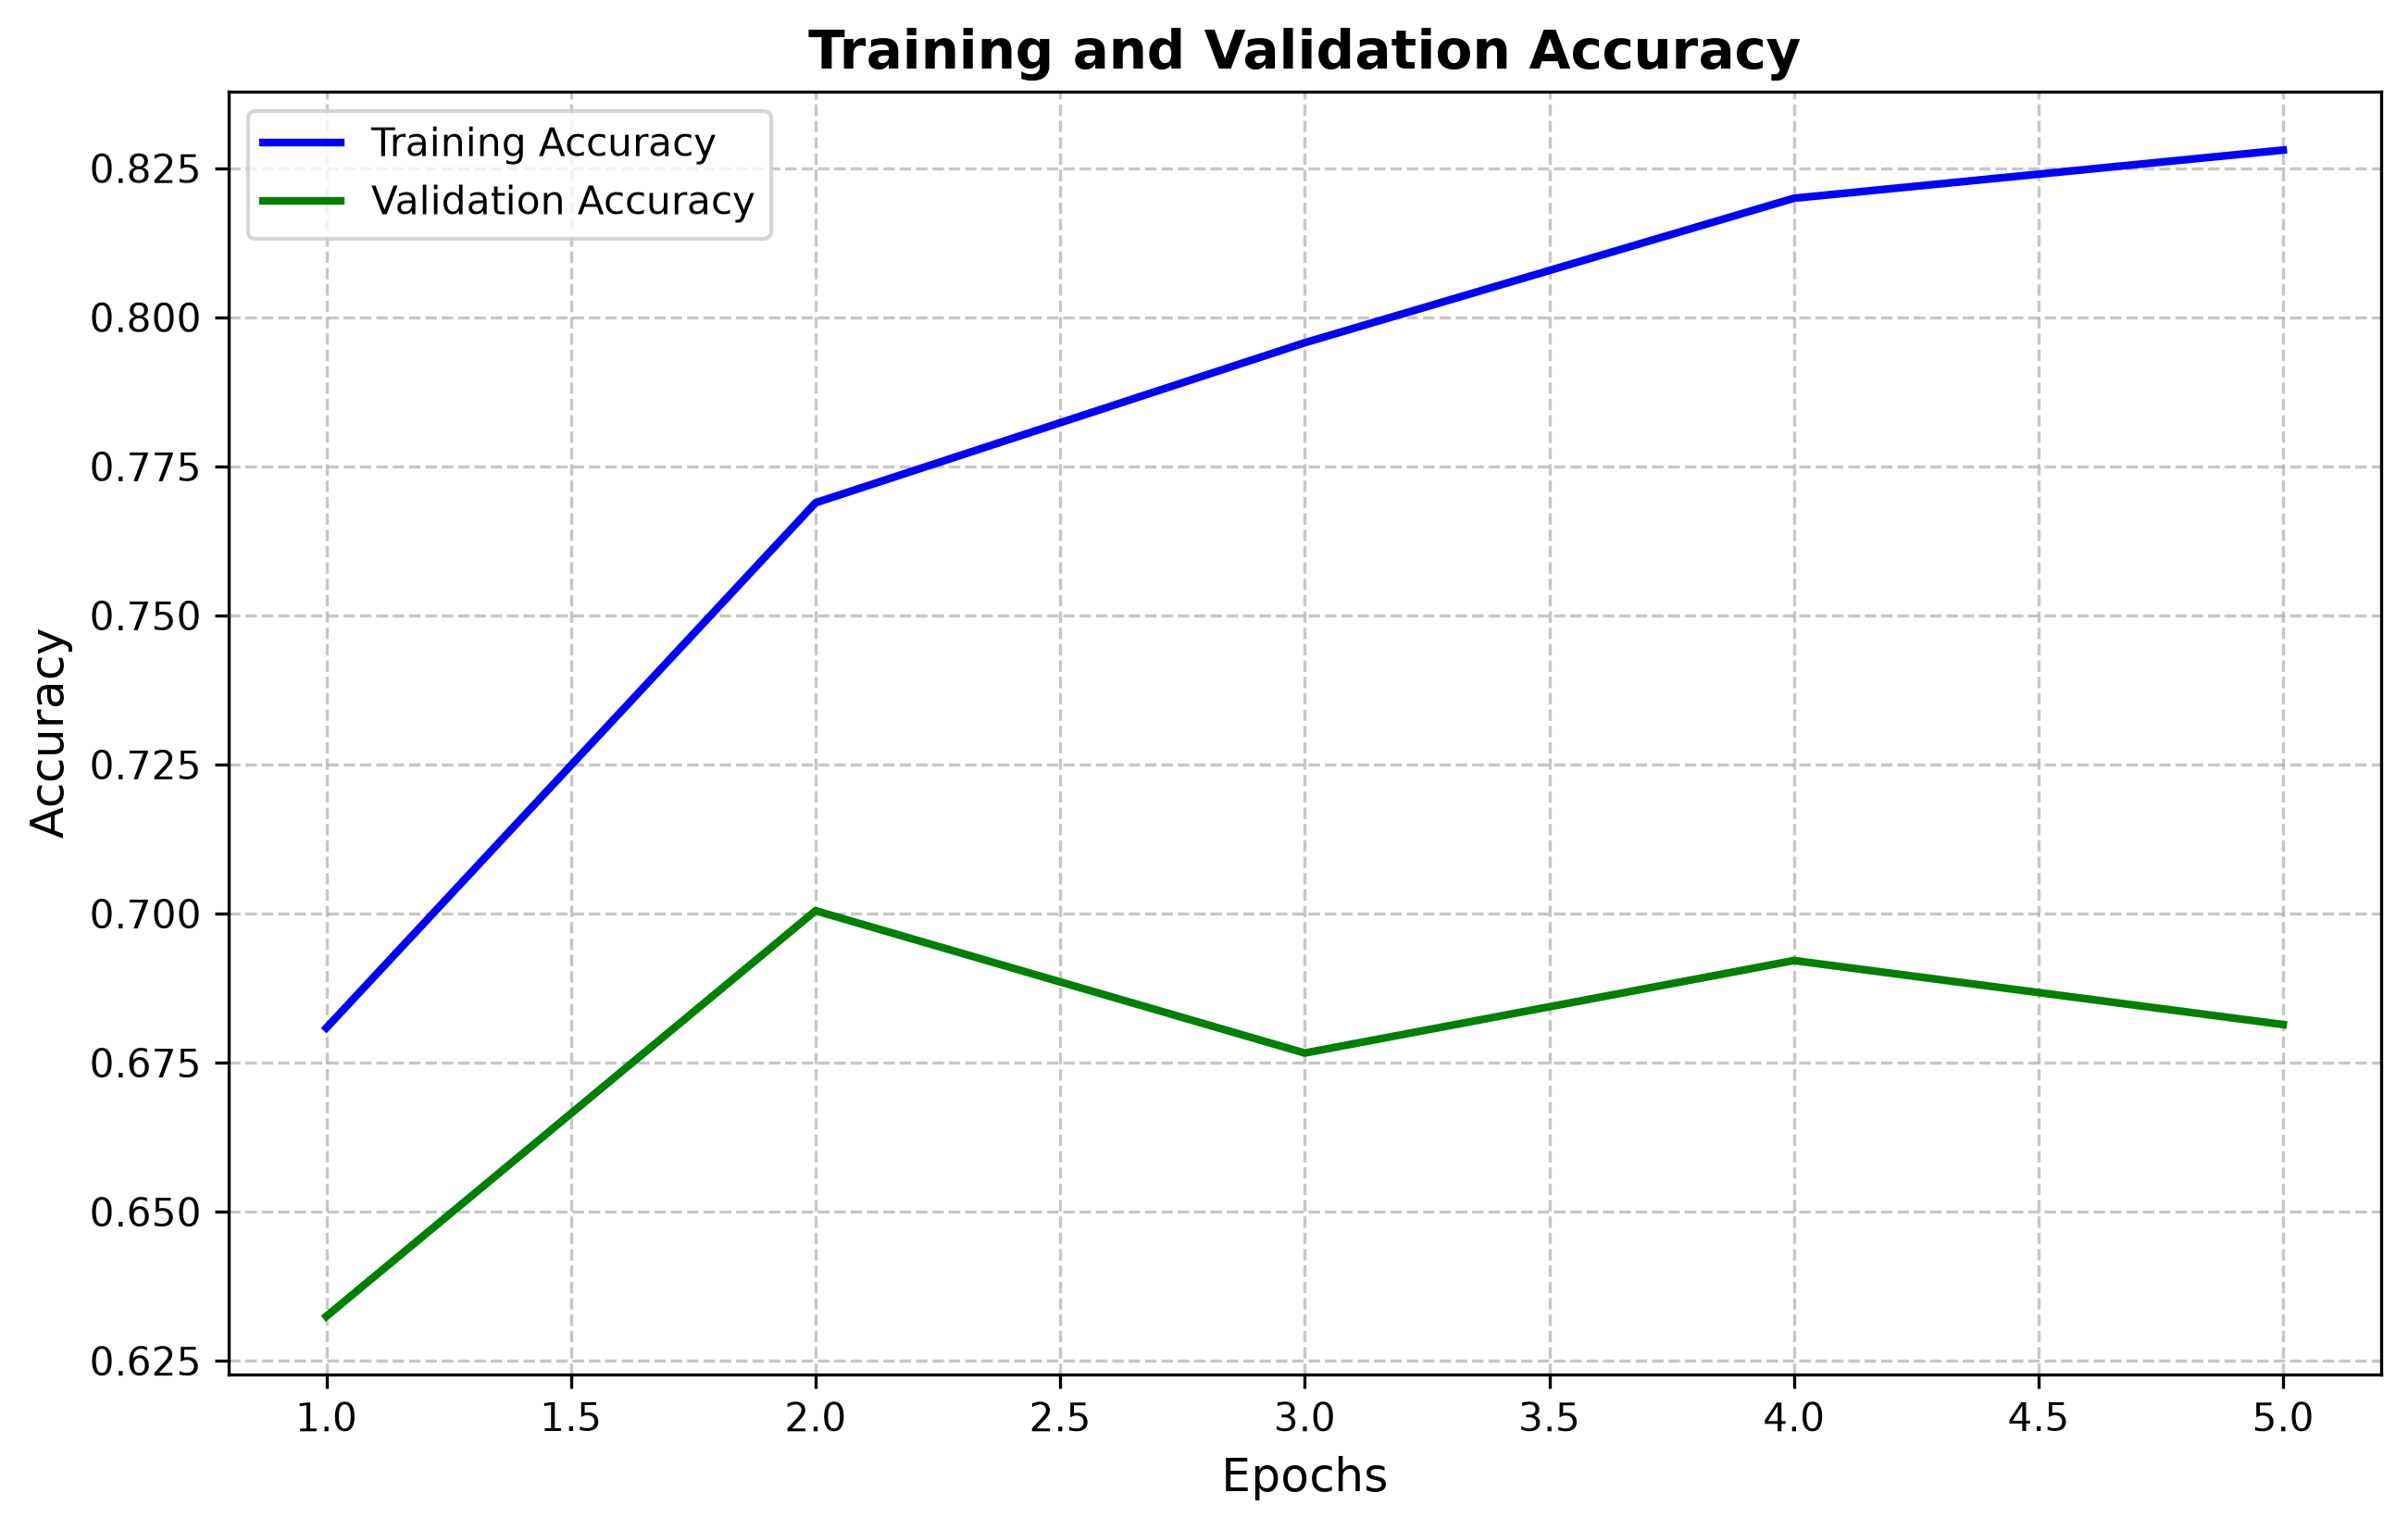 Training and Validation Accuracy
Training Accuracy
Validation Accuracy
0.825
0.800
0.775
0.750
0.725
0.700
0.675
0.650
0.625
Accuracy
1.0 1.5 2.0 2.5 3.0 3.5 4.0 4.5 5.0
Epochs